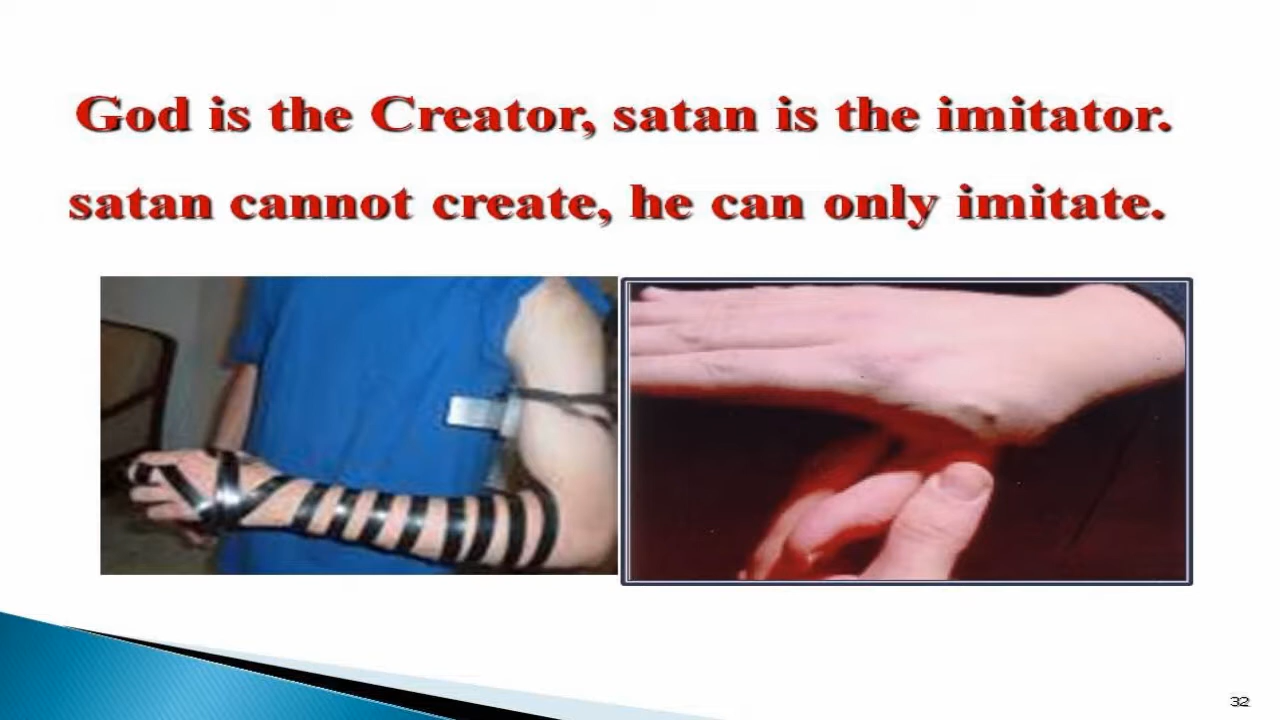 God is the Creator, satan is the imitator.
satan cannot create, he can only imitate.
32